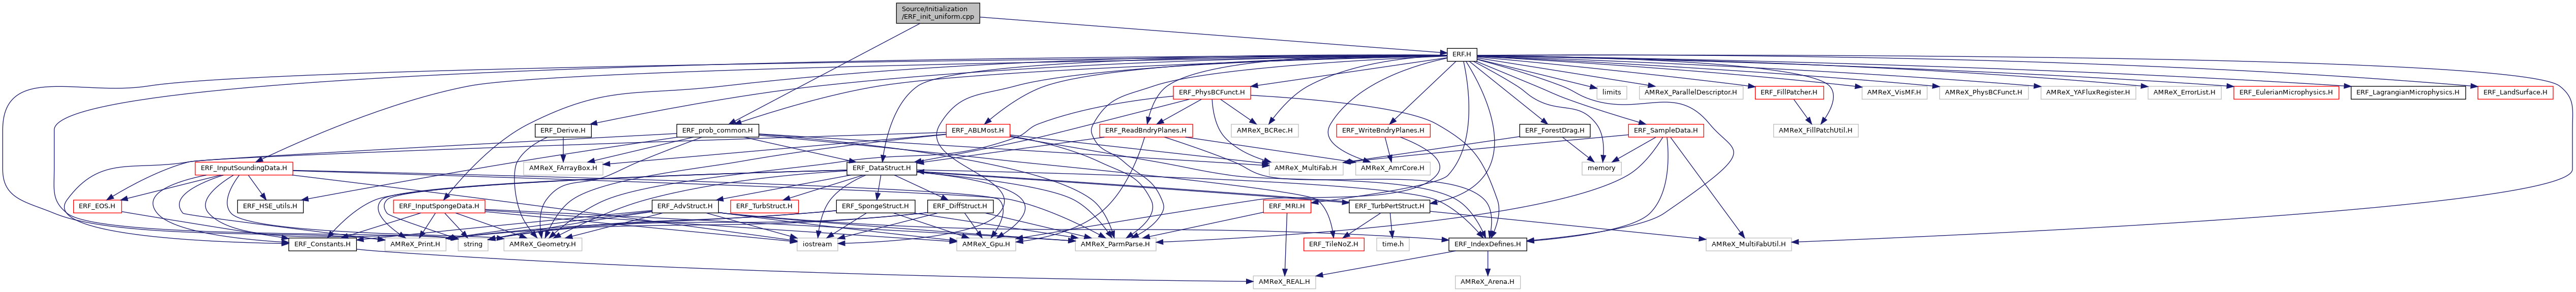 Source/Initialization
/ERF_init_uniform.cpp
ERF.H
ERF_PhysBCFunct.H
limits
AMReX_ParallelDescriptor.H
ERF_FillPatcher.H
AMReX_VisMF.H
AMReX_PhysBCFunct.H
AMReX_YAFluxRegister.H
AMReX_ErrorList.H
ERF_EulerianMicrophysics.H
ERF_LagrangianMicrophysics.H
ERF_LandSurface.H
ERF_Derive.H
ERF_prob_common.H
ERF_ABLMost.H
ERF_ReadBndryPlanes.H
AMReX_BCRec.H
ERF_WriteBndryPlanes.H
ERF_ForestDrag.H
ERF_SampleData.H
AMReX_FillPatchUtil.H
ERF_InputSoundingData.H
AMReX_FArrayBox.H
ERF_DataStruct.H
AMReX_MultiFab.H
AMReX_AmrCore.H
memory
ERF_EOS.H
ERF_HSE_utils.H
ERF_InputSpongeData.H
ERF_AdvStruct.H
ERF_TurbStruct.H
ERF_SpongeStruct.H
ERF_DiffStruct.H
ERF_MRI.H
ERF_TurbPertStruct.H
ERF_Constants.H
AMReX_Print.H
string
AMReX_Geometry.H
iostream
AMReX_Gpu.H
AMReX_ParmParse.H
ERF_TileNoZ.H
time.h
ERF_IndexDefines.H
AMReX_MultiFabUtil.H
AMReX_REAL.H
AMReX_Arena.H